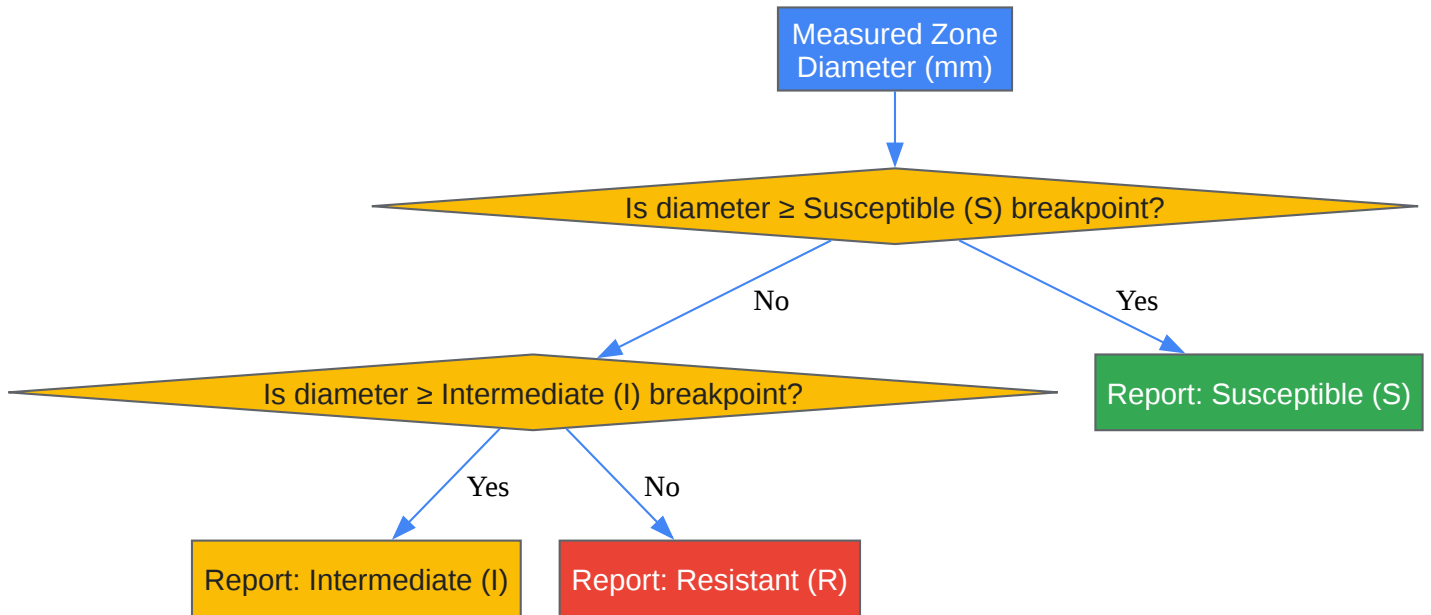 Measured Zone
Diameter (mm)
Is diameter ≥ Susceptible (S) breakpoint?
No
Yes
Is diameter ≥ Intermediate (I) breakpoint?
Report: Susceptible (S)
Yes
No
Report: Intermediate (I)
Report: Resistant (R)